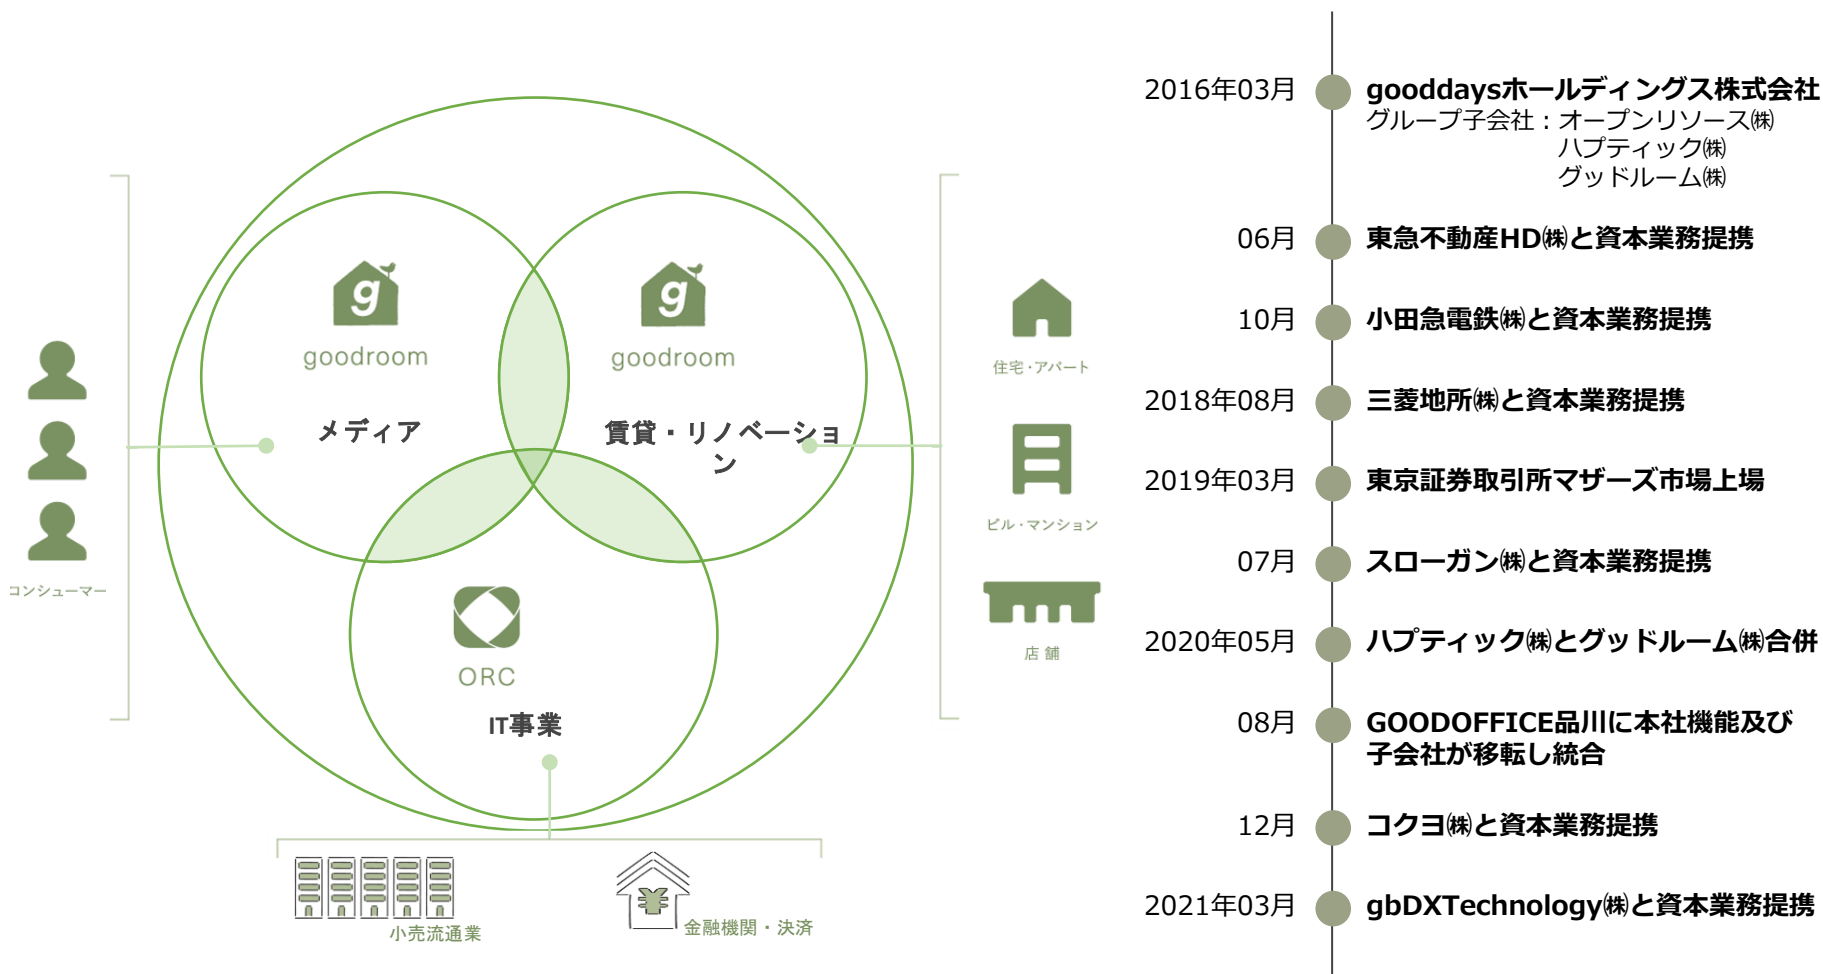 goodroom
メディア
goodroom
賃貸・リノベーショ
ン
ORC
IT事業
コンシューマー
住宅・アパート
ビル・マンション
店舗
小売流通業
金融機関・決済
2016年03月
gooddaysホールディングス株式会社
グループ子会社：オープンリソース㈱
ハプティック㈱
グッドルーム㈱
06月
東急不動産HD㈱と資本業務提携
10月
小田急電鉄㈱と資本業務提携
2018年08月
三菱地所㈱と資本業務提携
2019年03月
東京証券取引所マザーズ市場上場
07月
スローガン㈱と資本業務提携
2020年05月
ハプティック㈱とグッドルーム㈱合併
08月
GOODOFFICE品川に本社機能及び
子会社が移転し統合
12月
コクヨ㈱と資本業務提携
2021年03月
gbDXTechnology㈱と資本業務提携